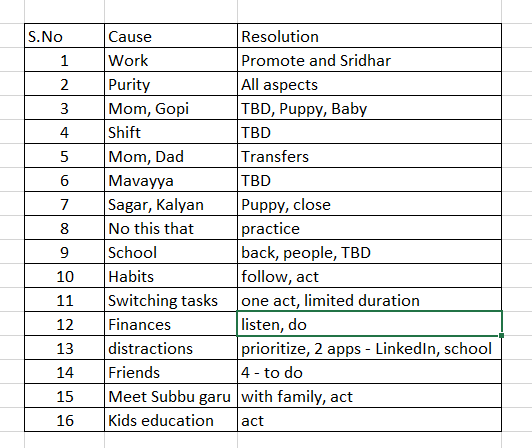 S.No Cause Resolution
1 Work Promote and Sridhar
2 Purity All aspects
3 Mom, Gopi TBD, Puppy, Baby
4 Shift TBD
5 Mom, Dad Transfers
6 Mavayya TBD
7 Sagar, Kalyan Puppy, close
8 No this that practice
9 School back, people, TBD
10 Habits follow, act
11 Switching tasks one act, limited duration
12 Finances listen, do
13 distractions prioritize, 2 apps - LinkedIn, school
14 Friends 4 - to do
15 Meet Subbu garu with family, act
16 Kids education act